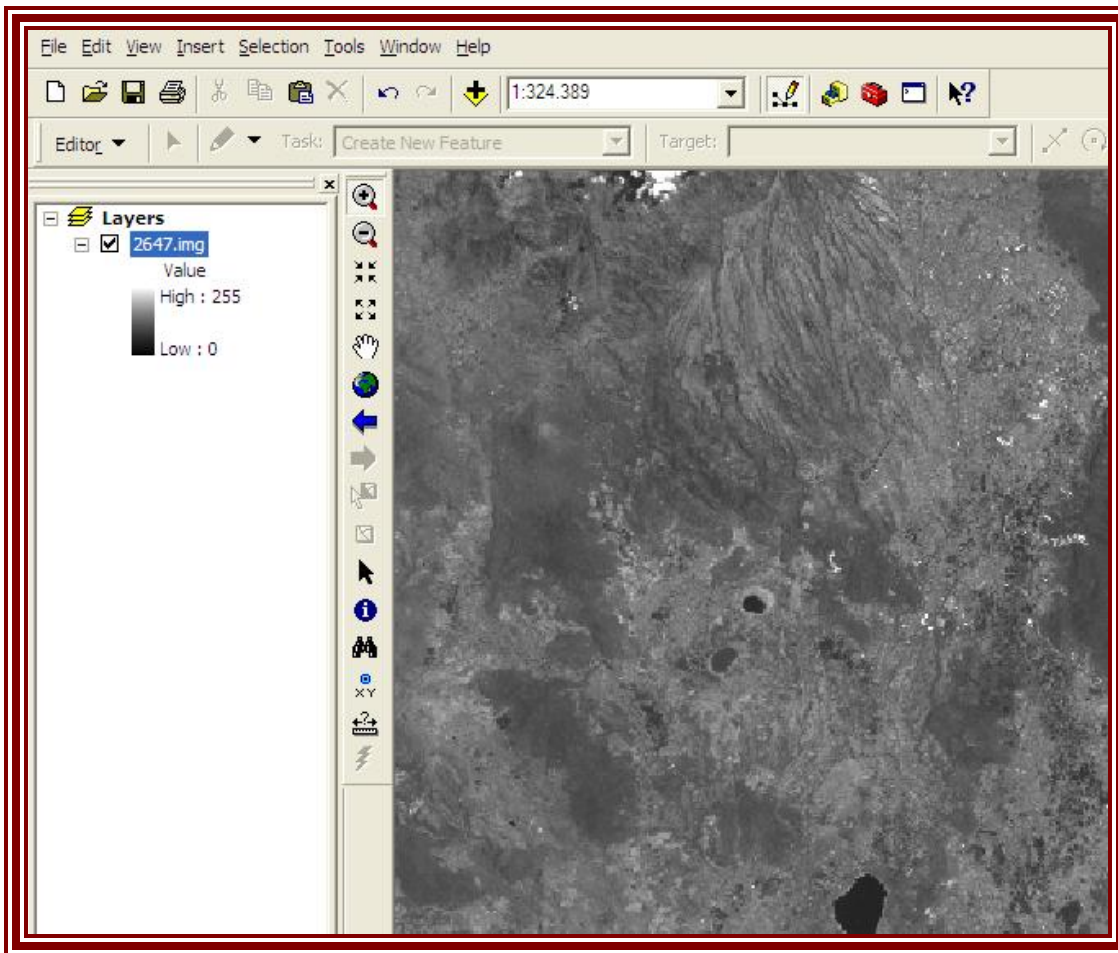 File Edit View Insert Selection Tools Window Help
1:324.389
Editor Task: Create New Feature Target:
Layers
2647.img
Value
High : 255
Low : 0
XY